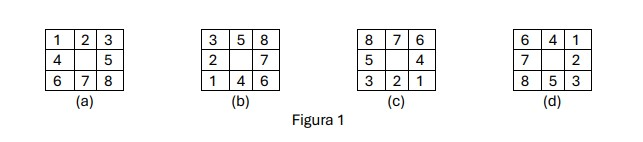 1 2 3
4 5
6 7 8
(a)
3 5 8
2 7
1 4 6
(b)
8 7 6
5 4
3 2 1
(c)
6 4 1
7 2
8 5 3
(d)
Figura 1